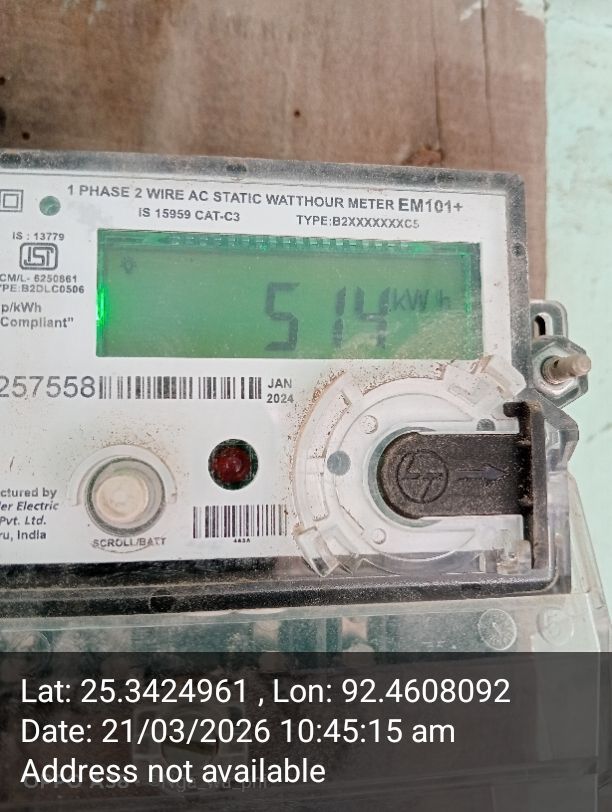 1 PHASE 2 WIRE AC STATIC WATTHOUR METER EM101+
IS 15959 CAT-C3 TYPE:B2XXXXXXXC5
IS : 13779
ISI
CM/L- 6250861
YPE:B2DLC0506
p/kWh
Compliant"
514 kWh
257558
JAN
2024
ctured by
er Electric
Pvt. Ltd.
ru, India
SCROLL/BATT
LT
Lat: 25.3424961 , Lon: 92.4608092
Date: 21/03/2026 10:45:15 am
Address not available